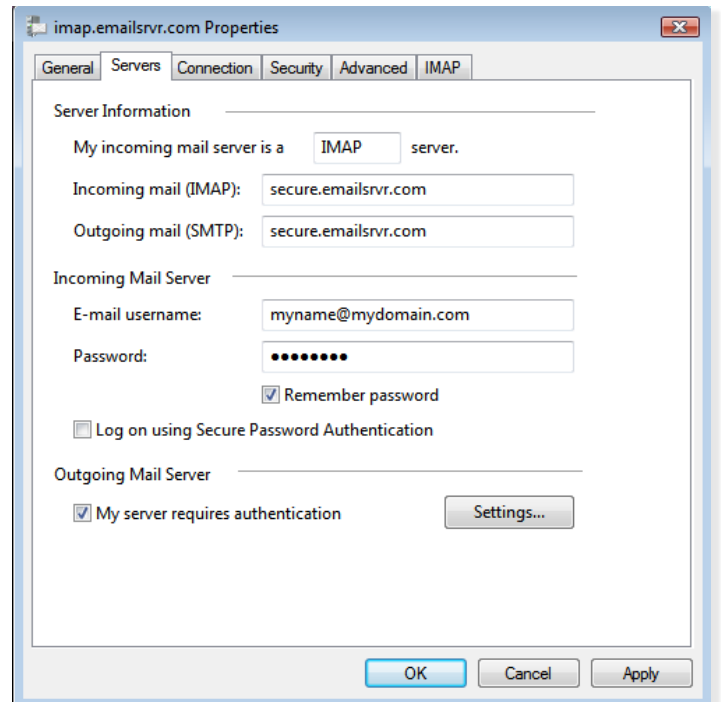 imap.emailsrvr.com Properties
General Servers Connection Security Advanced IMAP
Server Information
My incoming mail server is a IMAP server.
Incoming mail (IMAP): secure.emailsrvr.com
Outgoing mail (SMTP): secure.emailsrvr.com
Incoming Mail Server
E-mail username: myname@mydomain.com
Password: ●●●●●●●●
Remember password
Log on using Secure Password Authentication
Outgoing Mail Server
My server requires authentication Settings...
OK Cancel Apply